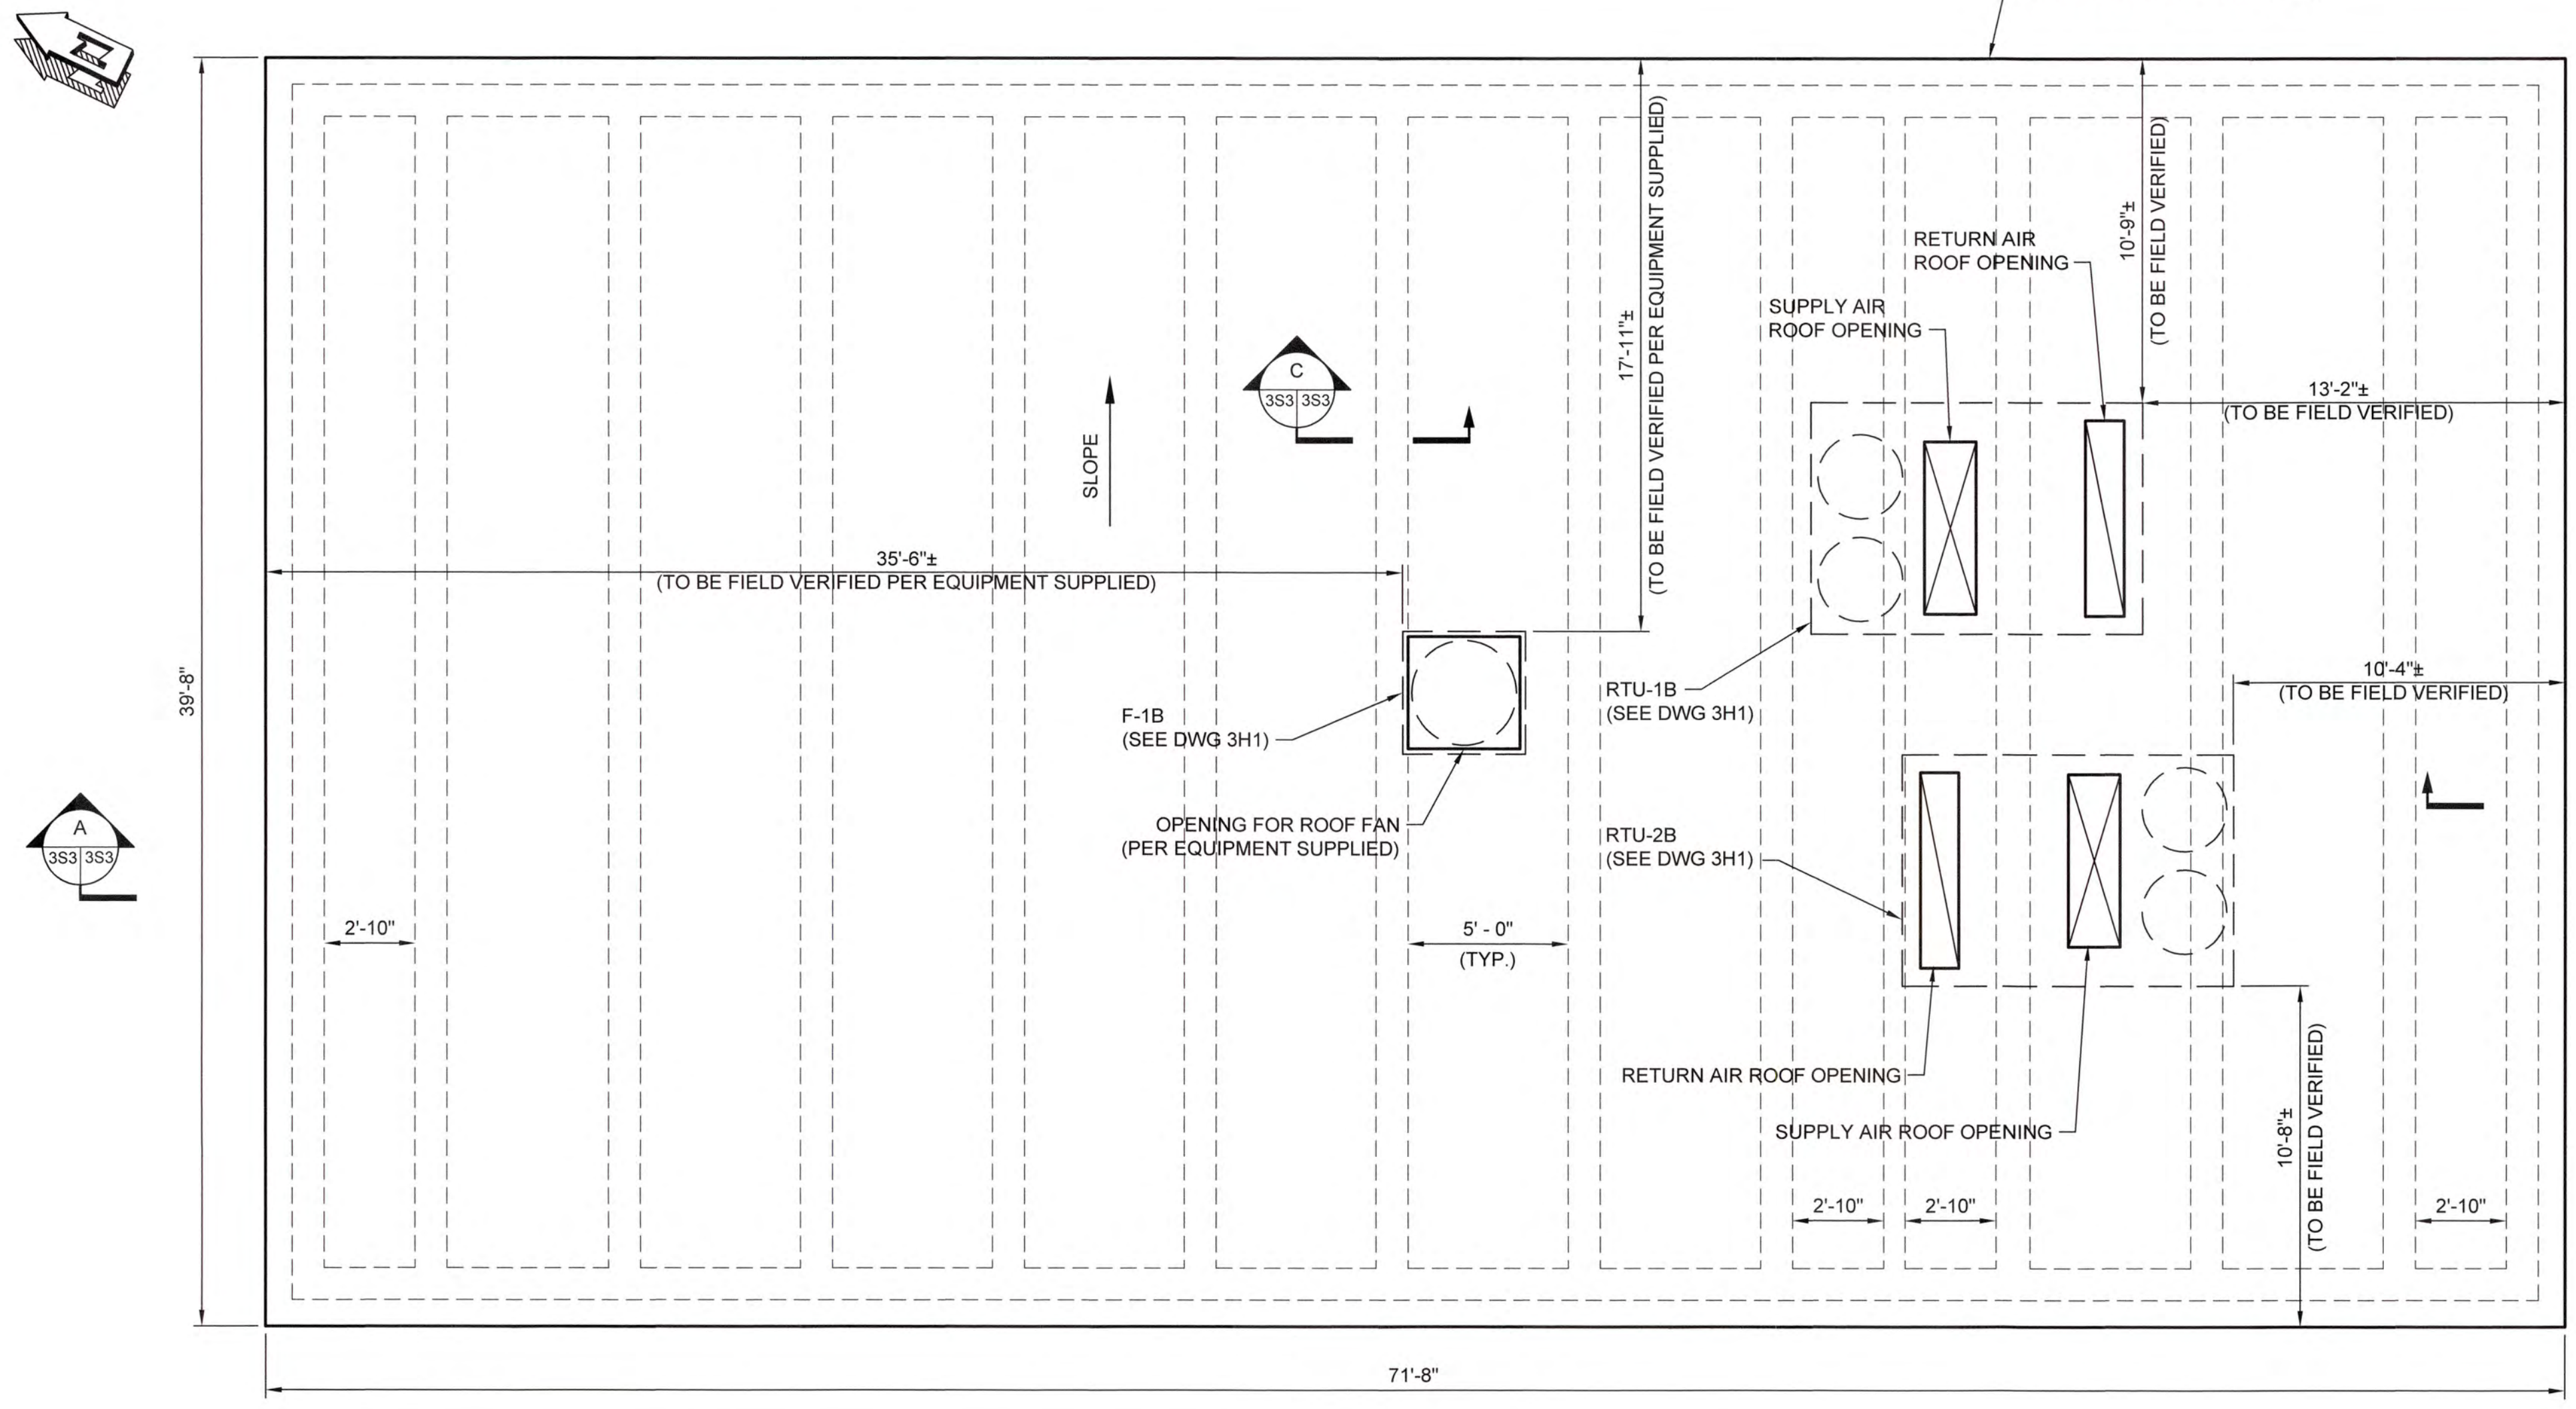 N
RETURN AIR
ROOF OPENING
10'-9"±
(TO BE FIELD VERIFIED)
SUPPLY AIR
ROOF OPENING
17'-11"±
(TO BE FIELD VERIFIED PER EQUIPMENT SUPPLIED)
C
3S3 3S3
13'-2"±
(TO BE FIELD VERIFIED)
SLOPE
35'-6"±
(TO BE FIELD VERIFIED PER EQUIPMENT SUPPLIED)
39'-8"
RTU-1B
(SEE DWG 3H1)
10'-4"±
(TO BE FIELD VERIFIED)
F-1B
(SEE DWG 3H1)
A
3S3 3S3
OPENING FOR ROOF FAN
(PER EQUIPMENT SUPPLIED)
RTU-2B
(SEE DWG 3H1)
2'-10"
5' - 0"
(TYP.)
RETURN AIR ROOF OPENING
SUPPLY AIR ROOF OPENING
10'-8"±
(TO BE FIELD VERIFIED)
2'-10"
2'-10"
2'-10"
71'-8"